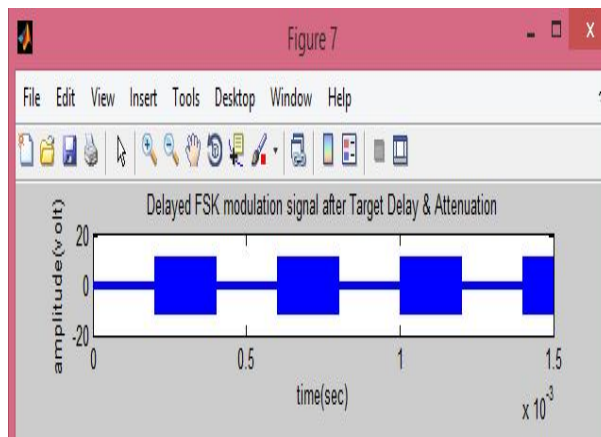 Figure 7
File Edit View Insert Tools Desktop Window Help
Delayed FSK modulation signal after Target Delay & Attenuation
amplitude(volt)
20
0
-20
0 0.5 1 1.5
time(sec)
x 10^-3